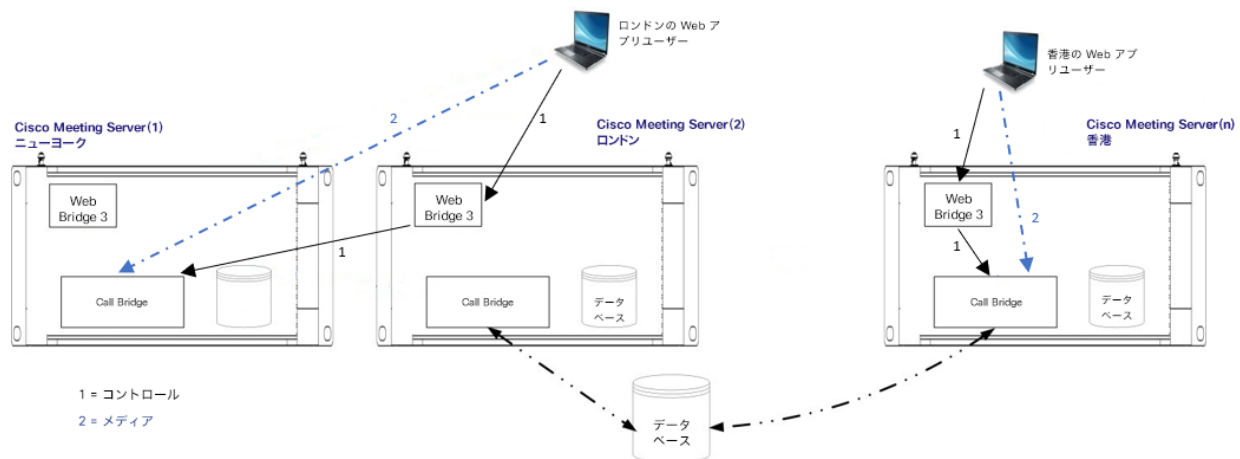 ロンドンの Web ア
プリユーザー
香港の Web アプ
リユーザー
2
1
1
Cisco Meeting Server(1)
ニューヨーク
Cisco Meeting Server(2)
ロンドン
Cisco Meeting Server(n)
香港
Web
Bridge 3
Web
Bridge 3
Web
Bridge 3
2
1
1
Call Bridge
Call Bridge
データ
ベース
Call Bridge
データ
ベース
1 = コントロール
2 = メディア
データ
ベース